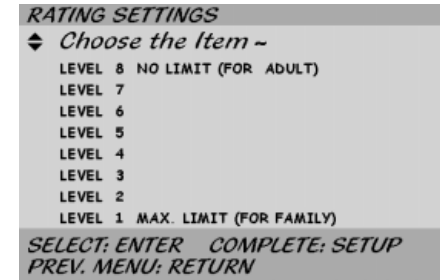 RATING SETTINGS
Choose the Item ~
LEVEL 8 NO LIMIT (FOR ADULT)
LEVEL 7
LEVEL 6
LEVEL 5
LEVEL 4
LEVEL 3
LEVEL 2
LEVEL 1 MAX. LIMIT (FOR FAMILY)
SELECT: ENTER COMPLETE: SETUP
PREV. MENU: RETURN